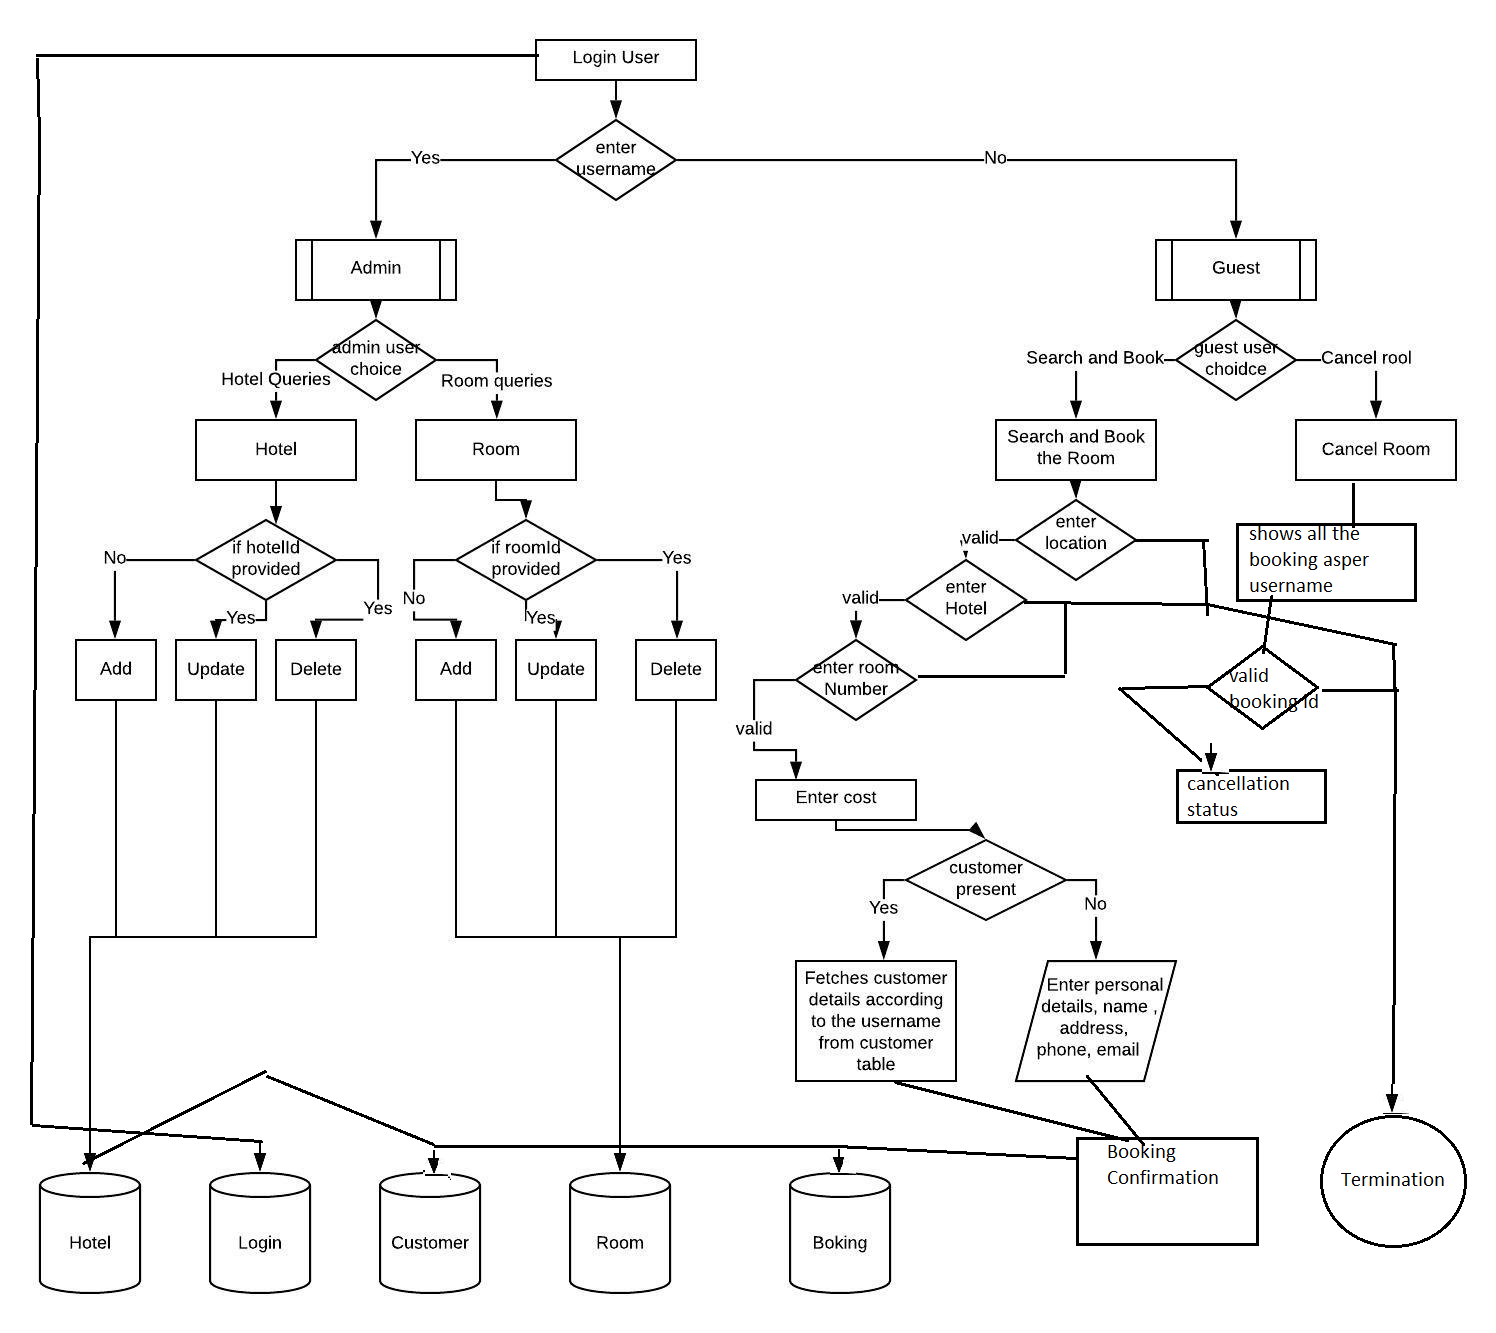 Login User
enter
username
Yes
No
Admin
Guest
admin user
choice
guest user
choidce
Hotel Queries
Room queries
Search and Book
Cancel rool
Hotel
Room
Search and Book
the Room
Cancel Room
if hotelId
provided
if roomId
provided
enter
location
shows all the
booking asper
username
No
Yes
Yes
No
Yes
Yes
valid
enter
Hotel
valid
Add
Update
Delete
Add
Update
Delete
enter room
Number
valid
booking id
valid
Enter cost
cancellation
status
customer
present
Yes
No
Fetches customer
details according
to the username
from customer
table
Enter personal
details, name ,
address,
phone, email
Booking
Confirmation
Termination
Hotel
Login
Customer
Room
Boking